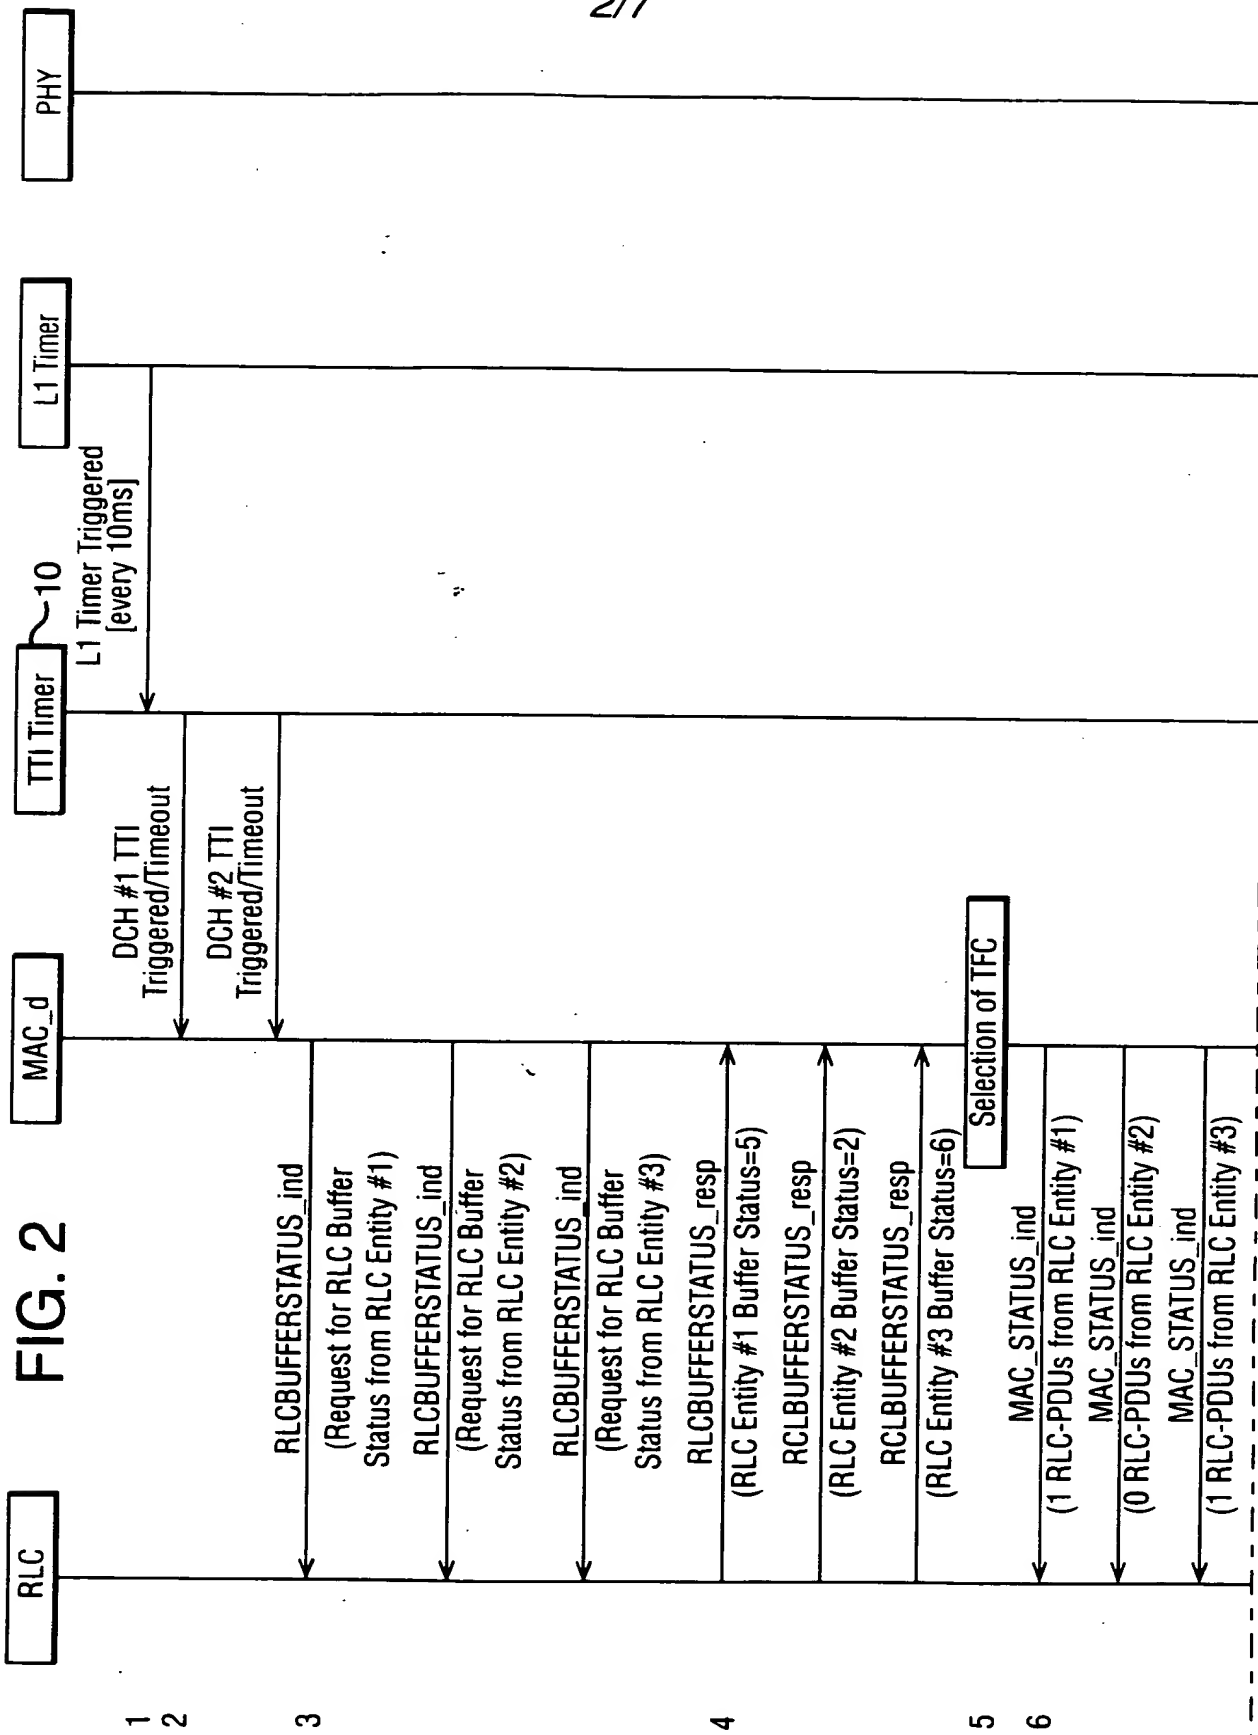 2/7
FIG. 2
RLC
MAC_d
TTI Timer
10
L1 Timer
PHY
1
L1 Timer Triggered
[every 10ms]
2
DCH #1 TTI
Triggered/Timeout
DCH #2 TTI
Triggered/Timeout
3
RLCBUFFERSTATUS_ind
(Request for RLC Buffer
Status from RLC Entity #1)
RLCBUFFERSTATUS_ind
(Request for RLC Buffer
Status from RLC Entity #2)
RLCBUFFERSTATUS_ind
(Request for RLC Buffer
Status from RLC Entity #3)
4
RLCBUFFERSTATUS_resp
(RLC Entity #1 Buffer Status=5)
RCLBUFFERSTATUS_resp
(RLC Entity #2 Buffer Status=2)
RCLBUFFERSTATUS_resp
(RLC Entity #3 Buffer Status=6)
5
Selection of TFC
6
MAC_STATUS_ind
(1 RLC-PDUs from RLC Entity #1)
MAC_STATUS_ind
(0 RLC-PDUs from RLC Entity #2)
MAC_STATUS_ind
(1 RLC-PDUs from RLC Entity #3)